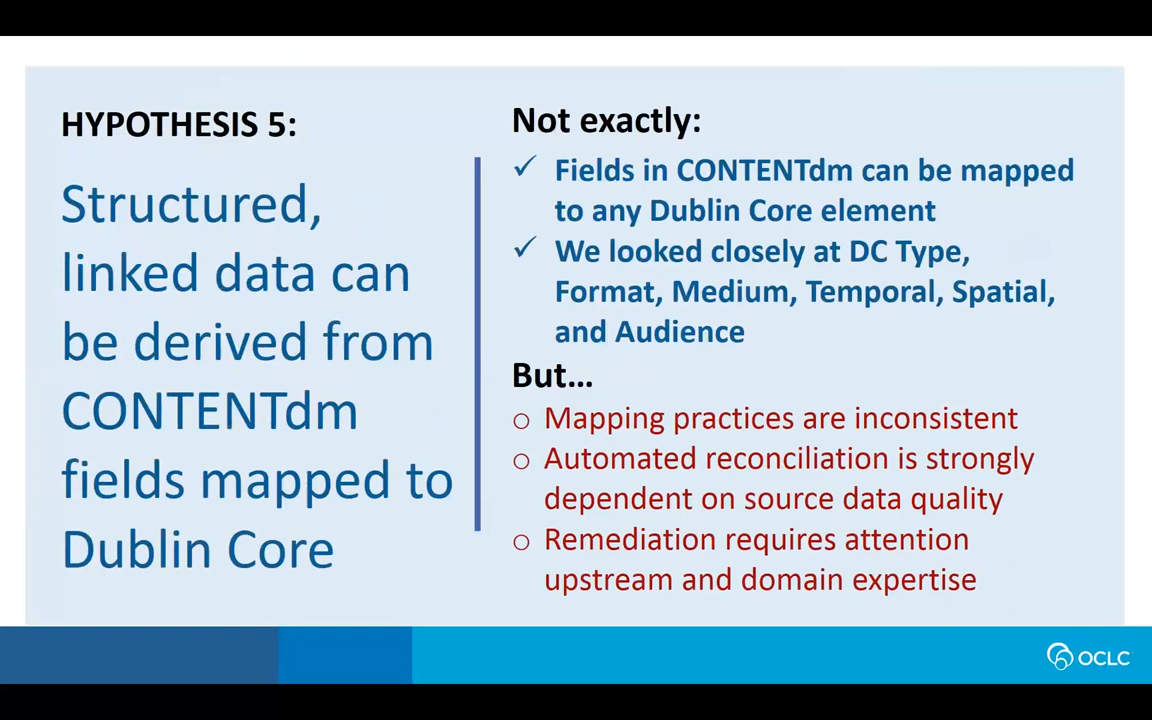 HYPOTHESIS 5:
Structured,
linked data can
be derived from
CONTENTdm
fields mapped to
Dublin Core
Not exactly:
✓ Fields in CONTENTdm can be mapped
to any Dublin Core element
✓ We looked closely at DC Type,
Format, Medium, Temporal, Spatial,
and Audience
But…
o Mapping practices are inconsistent
o Automated reconciliation is strongly
dependent on source data quality
o Remediation requires attention
upstream and domain expertise
OCLC